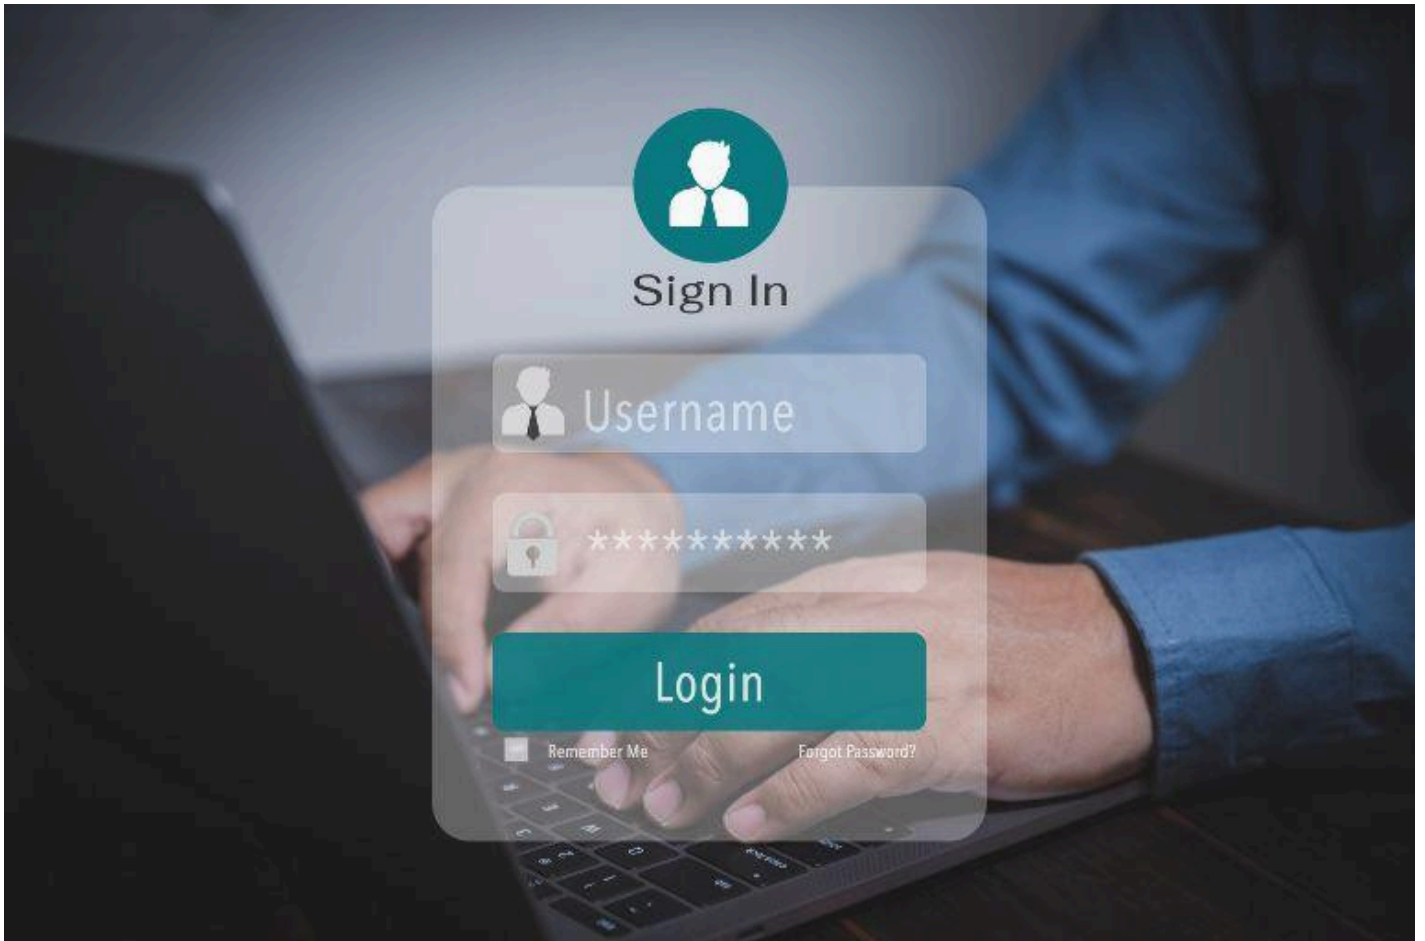 Sign In
Username
**********
Login
Remember Me Forgot Password?